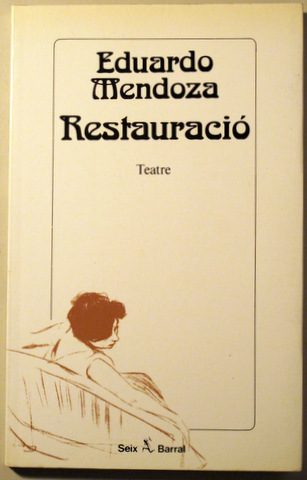 Eduardo
Mendoza
Restauració
Teatre
Seix Barral